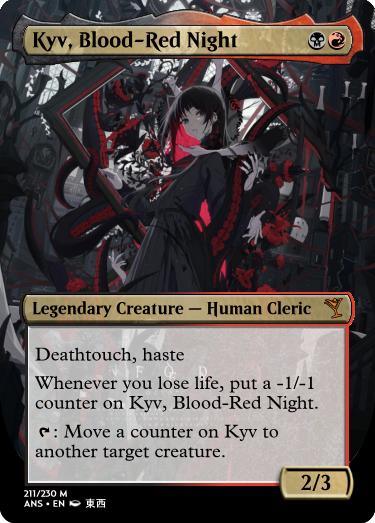 Kyv, Blood-Red Night
Legendary Creature — Human Cleric
Deathtouch, haste
Whenever you lose life, put a -1/-1
counter on Kyv, Blood-Red Night.
: Move a counter on Kyv to
another target creature.
2/3
211/230 M
ANS • EN 東西